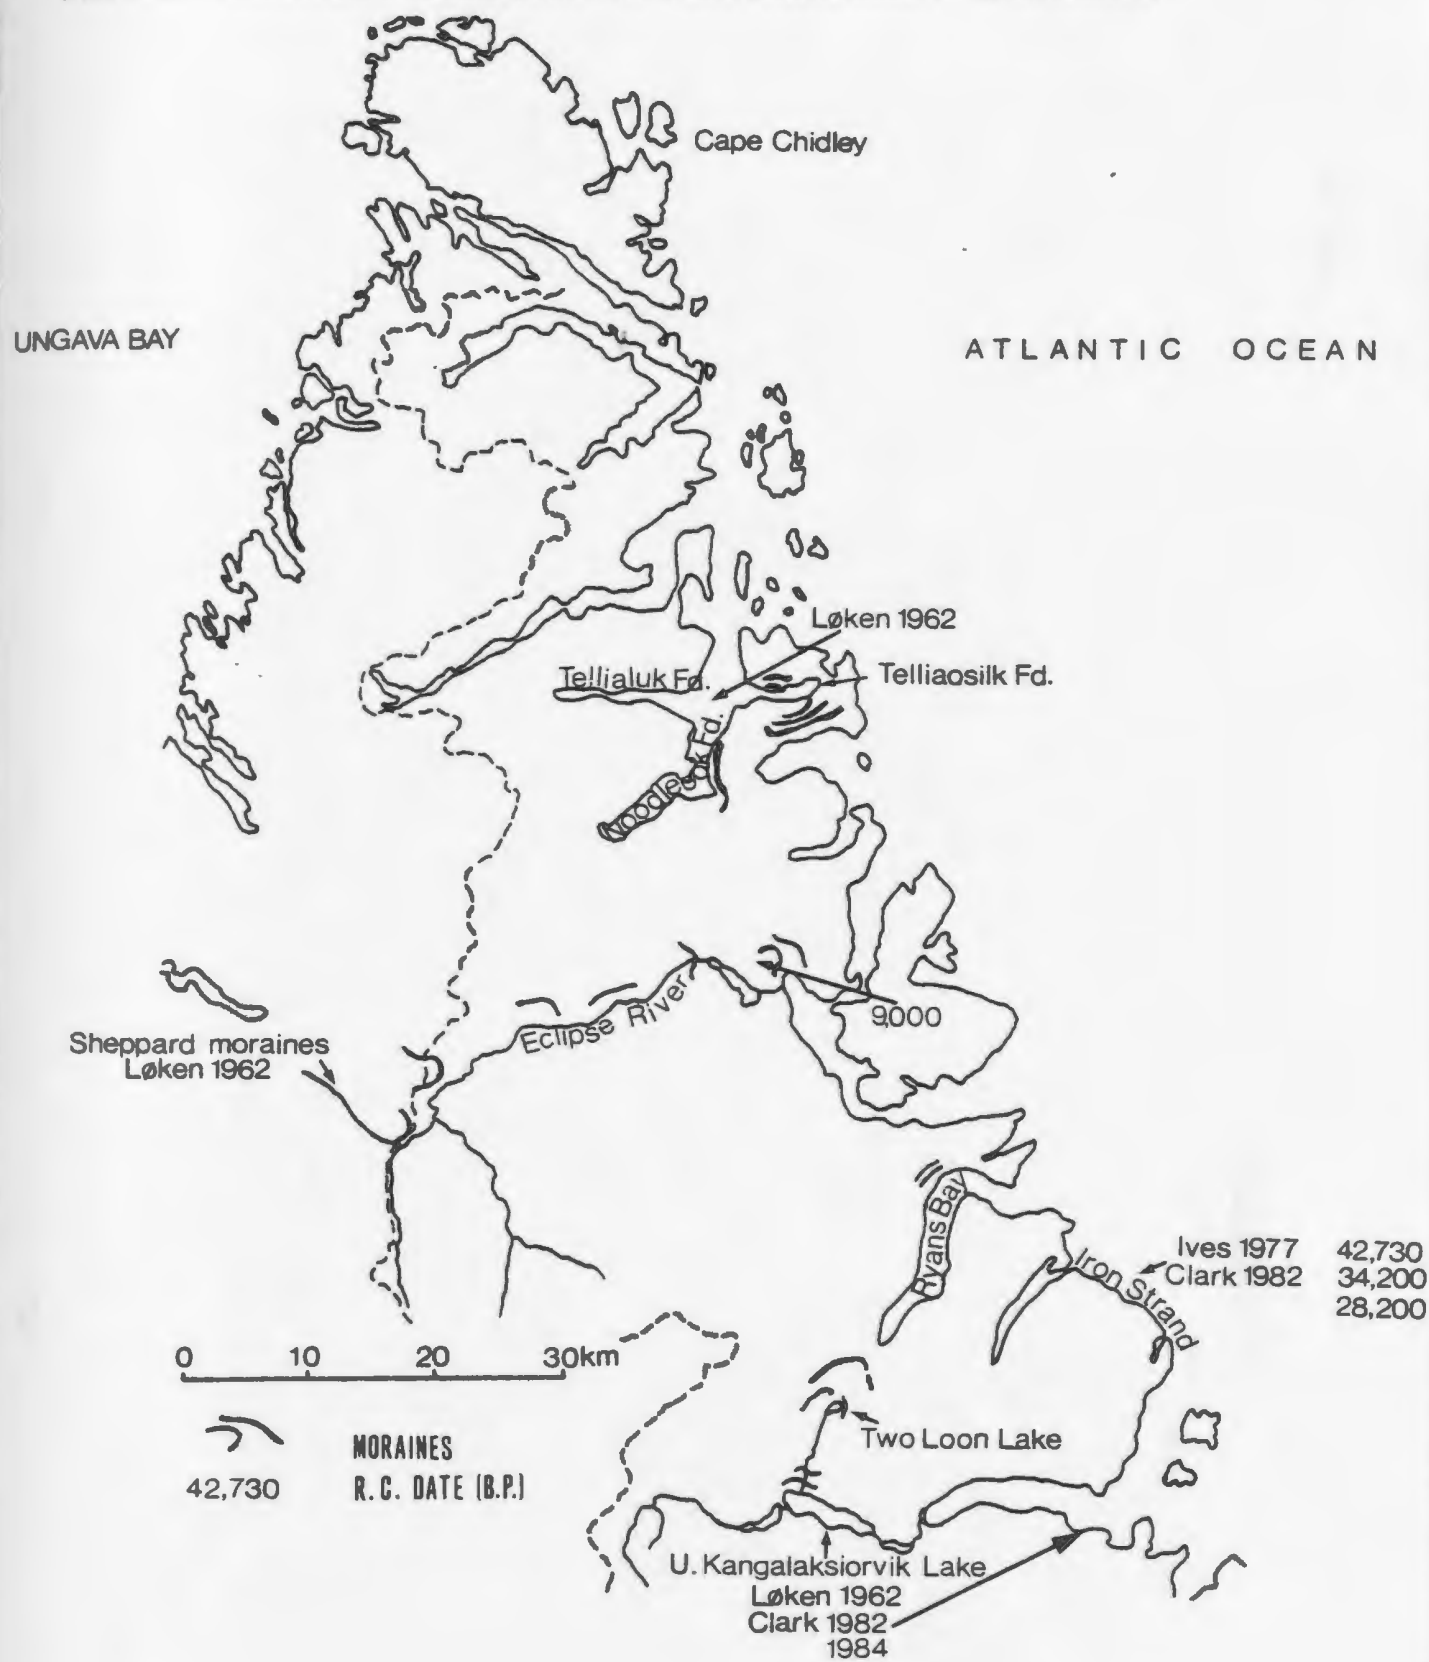 Cape Chidley
UNGAVA BAY
ATLANTIC OCEAN
Løken 1962
Tellialuk Fd.
Telliaosilk Fd.
Noodleook Fd.
9,000
Eclipse River
Sheppard moraines
Løken 1962
Ryans Bay
Iron Strand
Ives 1977 42,730
Clark 1982 34,200
28,200
0 10 20 30km
Two Loon Lake
MORAINES
42,730 R.C. DATE (B.P.)
U. Kangalaksiorvik Lake
Løken 1962
Clark 1982
1984